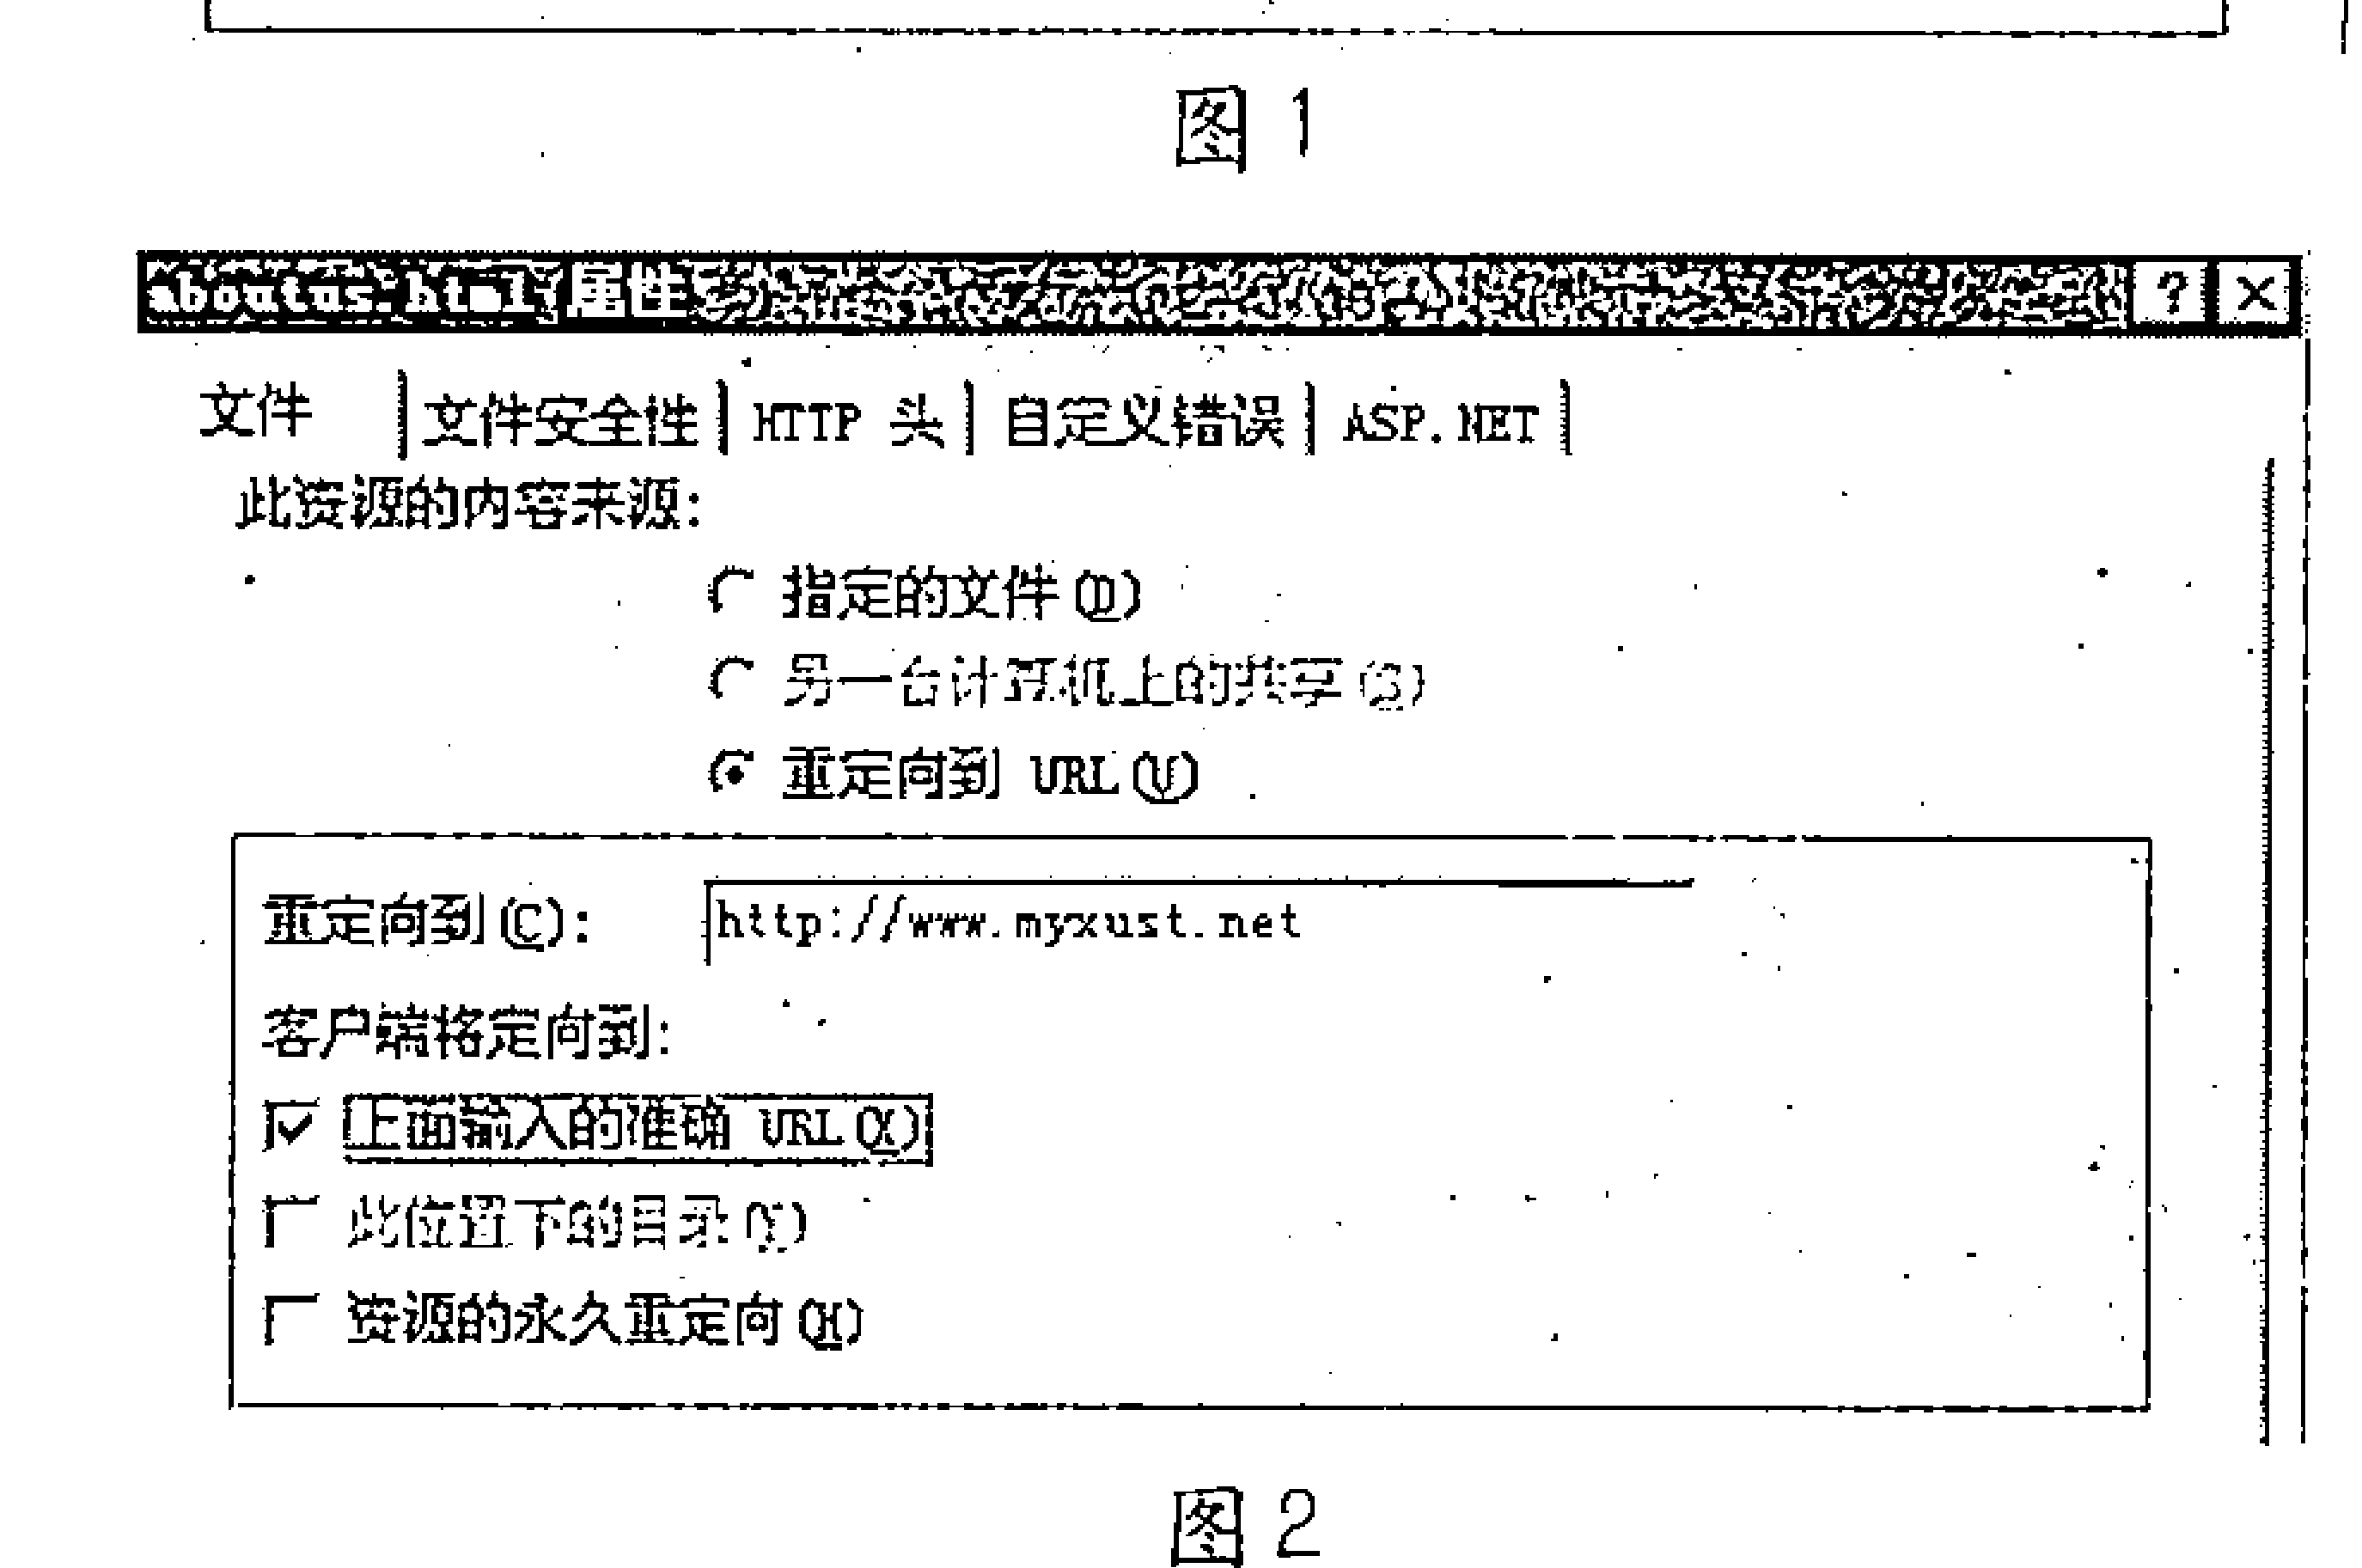 图 1
aboutus.html 属性 ? ×
文件 文件安全性 HTTP 头 自定义错误 ASP.NET
此资源的内容来源:
指定的文件(D)
另一台计算机上的共享(S)
重定向到 URL(U)
重定向到(C): http://www.myxust.net
客户端将定向到:
上面输入的准确 URL(X)
此位置下的目录(Y)
资源的永久重定向(M)
图 2